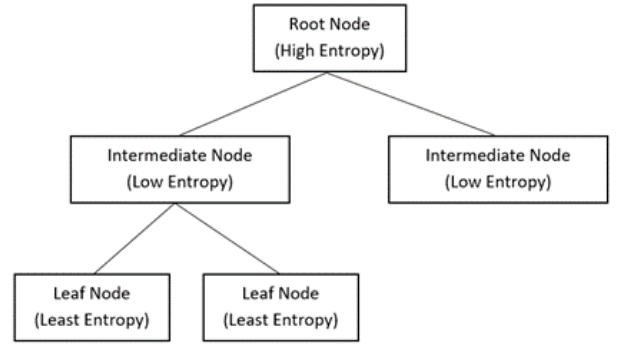 Root Node
(High Entropy)
Intermediate Node
(Low Entropy)
Intermediate Node
(Low Entropy)
Leaf Node
(Least Entropy)
Leaf Node
(Least Entropy)